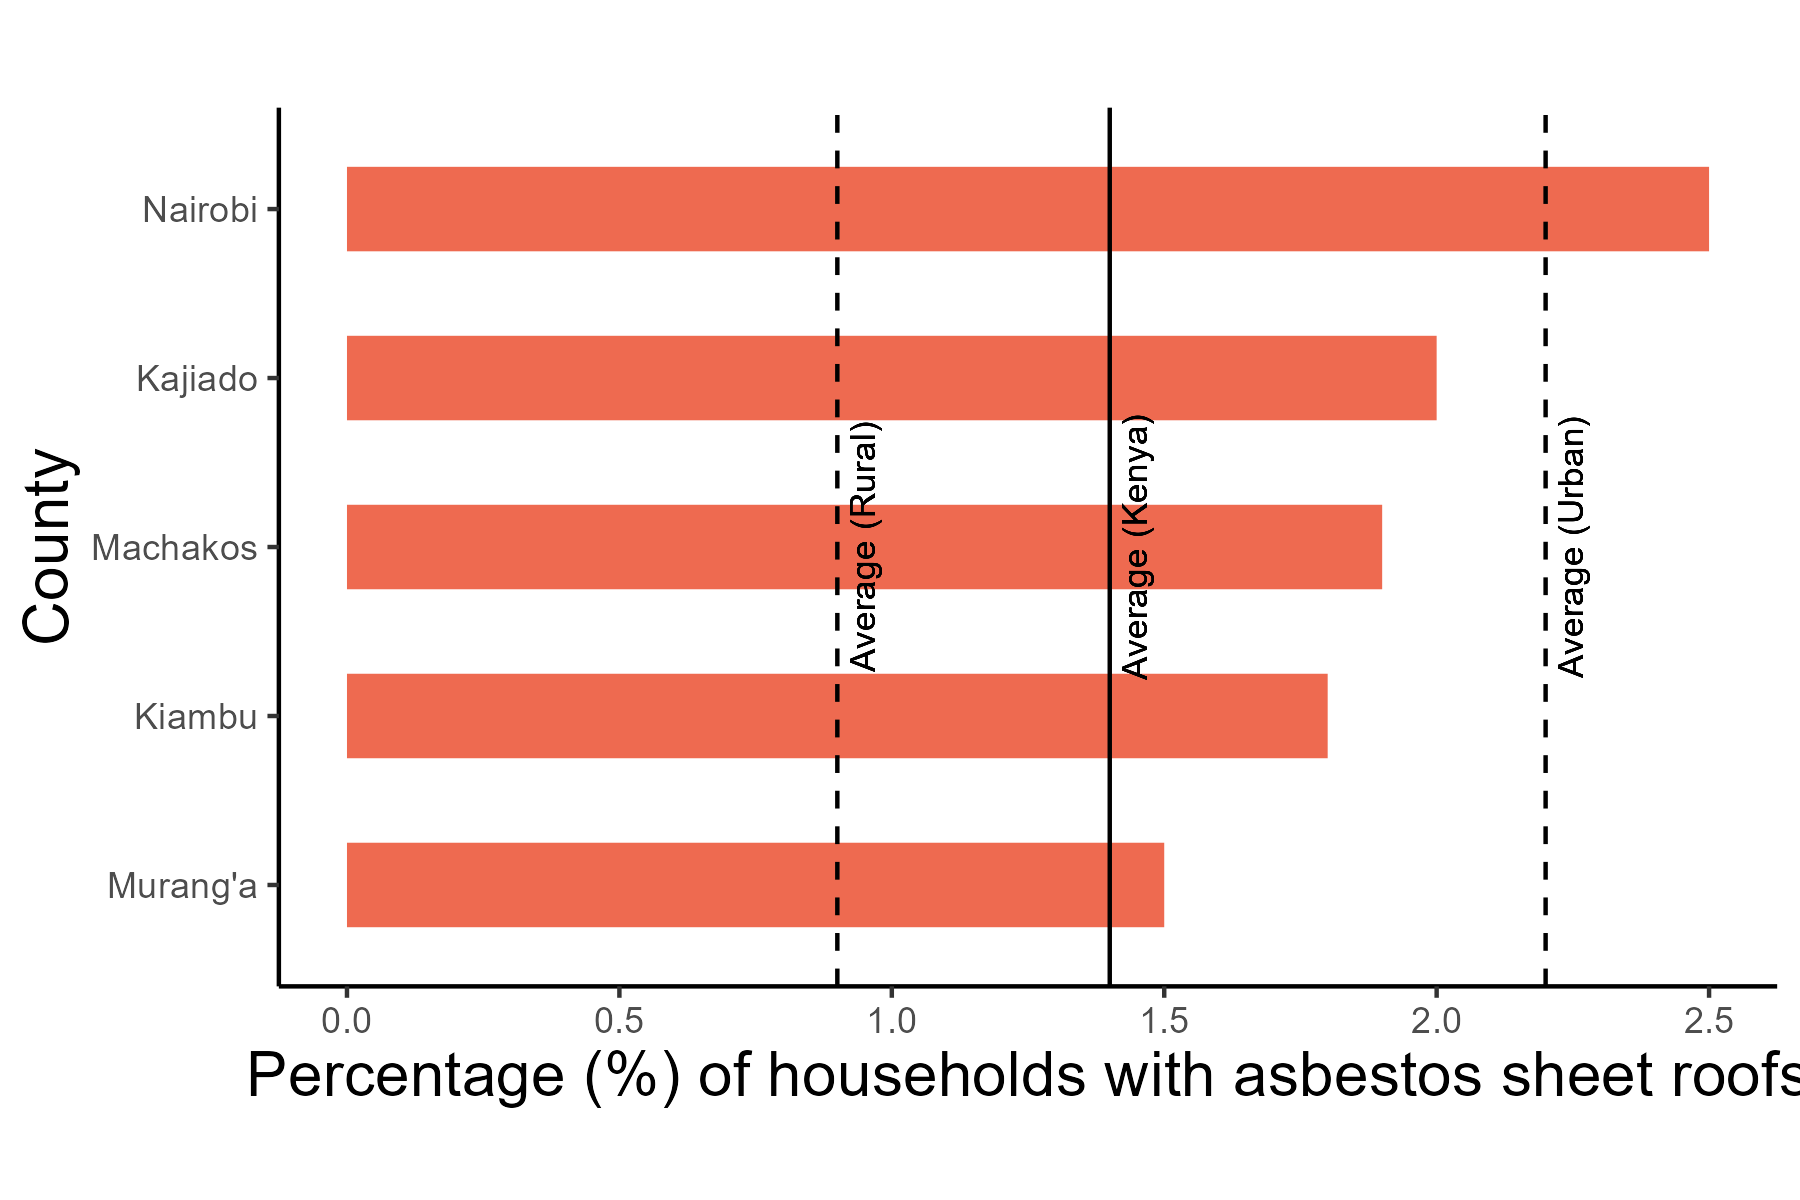 County
Nairobi
Kajiado
Machakos
Kiambu
Murang'a
Average (Rural)
Average (Kenya)
Average (Urban)
0.0 0.5 1.0 1.5 2.0 2.5
Percentage (%) of households with asbestos sheet roofs